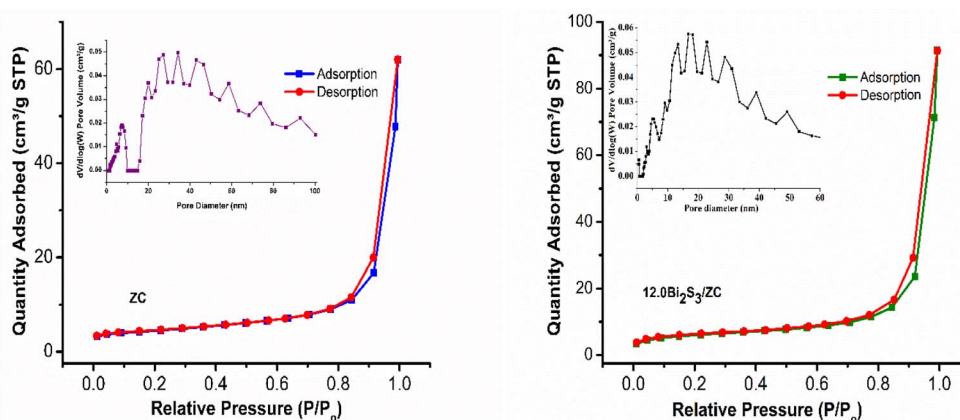 Quantity Adsorbed (cm³/g STP)
60
40
20
0
0.0 0.2 0.4 0.6 0.8 1.0
Relative Pressure (P/P₀)
Adsorption
Desorption
ZC
dV/dlog(W) Pore Volume (cm³/g)
0.05
0.04
0.03
0.02
0.01
0.00
0 20 40 60 80 100
Pore Diameter (nm)
Quantity Adsorbed (cm³/g STP)
100
80
60
40
20
0
0.0 0.2 0.4 0.6 0.8 1.0
Relative Pressure (P/P₀)
Adsorption
Desorption
12.0Bi₂S₃/ZC
dV/dlog(W) Pore Volume (cm³/g)
0.06
0.05
0.04
0.03
0.02
0.01
0.00
0 10 20 30 40 50 60
Pore diameter (nm)